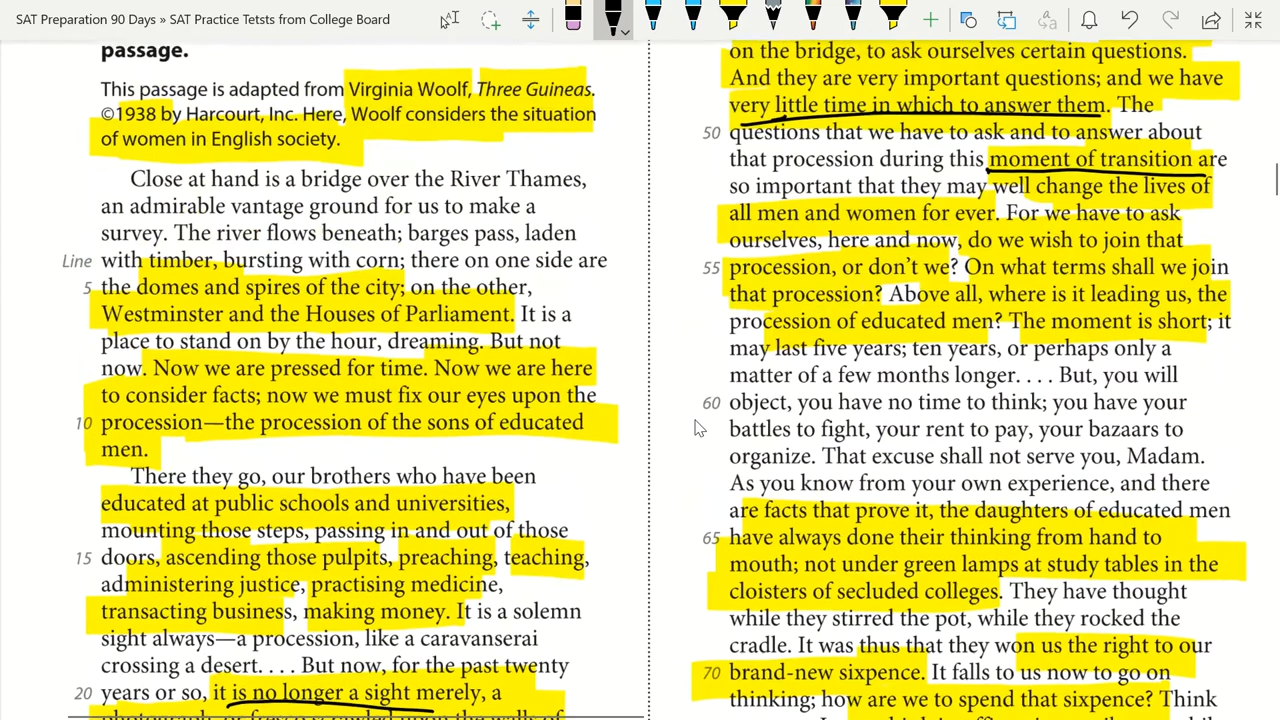 SAT Preparation 90 Days » SAT Practice Tetsts from College Board
passage.
This passage is adapted from Virginia Woolf, Three Guineas.
©1938 by Harcourt, Inc. Here, Woolf considers the situation
of women in English society.
Close at hand is a bridge over the River Thames,
an admirable vantage ground for us to make a
survey. The river flows beneath; barges pass, laden
Line with timber, bursting with corn; there on one side are
5 the domes and spires of the city; on the other,
Westminster and the Houses of Parliament. It is a
place to stand on by the hour, dreaming. But not
now. Now we are pressed for time. Now we are here
to consider facts; now we must fix our eyes upon the
10 procession—the procession of the sons of educated
men.
There they go, our brothers who have been
educated at public schools and universities,
mounting those steps, passing in and out of those
15 doors, ascending those pulpits, preaching, teaching,
administering justice, practising medicine,
transacting business, making money. It is a solemn
sight always—a procession, like a caravanserai
crossing a desert. . . . But now, for the past twenty
20 years or so, it is no longer a sight merely, a
photograph, or fresco scrawled upon the walls of
on the bridge, to ask ourselves certain questions.
And they are very important questions; and we have
very little time in which to answer them. The
50 questions that we have to ask and to answer about
that procession during this moment of transition are
so important that they may well change the lives of
all men and women for ever. For we have to ask
ourselves, here and now, do we wish to join that
55 procession, or don't we? On what terms shall we join
that procession? Above all, where is it leading us, the
procession of educated men? The moment is short; it
may last five years; ten years, or perhaps only a
matter of a few months longer. . . . But, you will
60 object, you have no time to think; you have your
battles to fight, your rent to pay, your bazaars to
organize. That excuse shall not serve you, Madam.
As you know from your own experience, and there
are facts that prove it, the daughters of educated men
65 have always done their thinking from hand to
mouth; not under green lamps at study tables in the
cloisters of secluded colleges. They have thought
while they stirred the pot, while they rocked the
cradle. It was thus that they won us the right to our
70 brand-new sixpence. It falls to us now to go on
thinking; how are we to spend that sixpence? Think